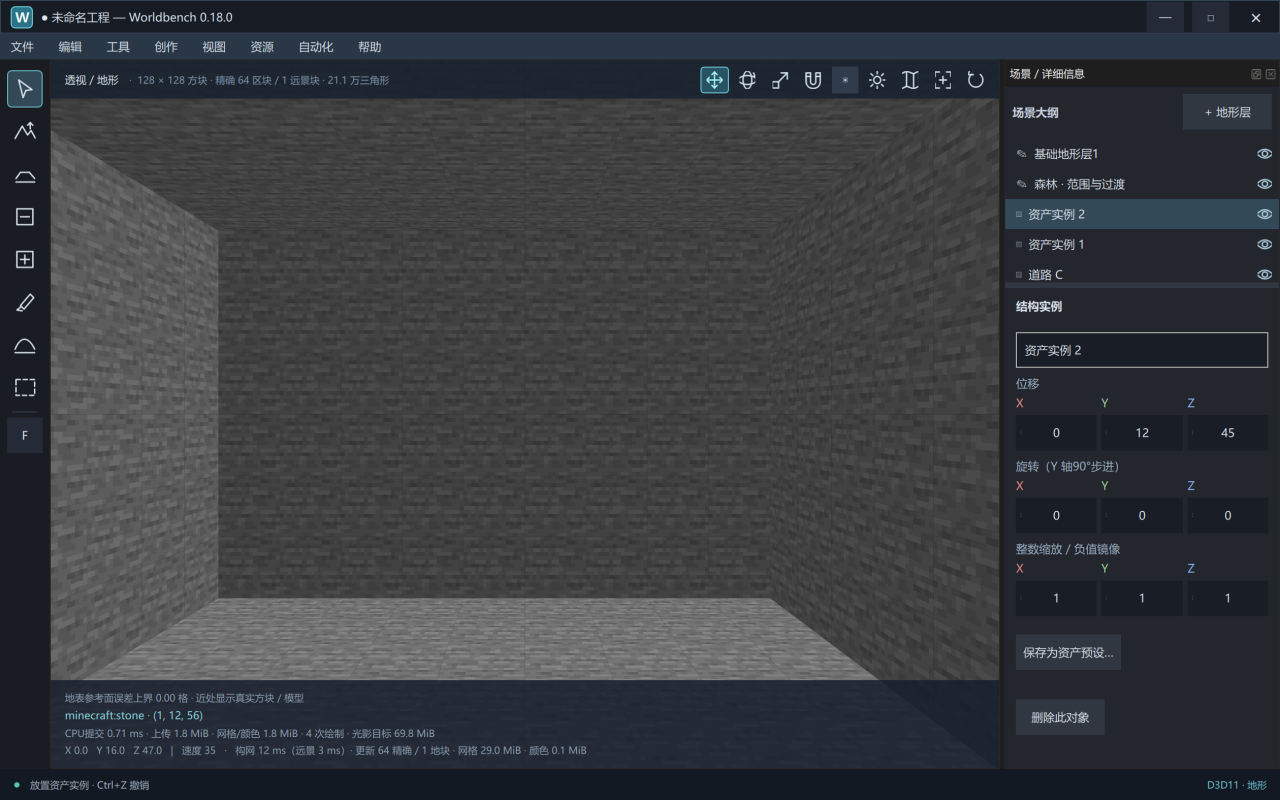 W ● 未命名工程 — Worldbench 0.18.0
文件 编辑 工具 创作 视图 资源 自动化 帮助
透视 / 地形 · 128 × 128 方块 · 精确 64 区块 / 1 远景块 · 21.1 万三角形
F
场景 / 详细信息
场景大纲
+ 地形层
基础地形层1
森林 · 范围与过渡
资产实例 2
资产实例 1
道路 C
结构实例
资产实例 2
位移
X Y Z
0 12 45
旋转（Y 轴90°步进）
X Y Z
0 0 0
整数缩放 / 负值镜像
X Y Z
1 1 1
保存为资产预设...
删除此对象
地表参考面误差上界 0.00 格 · 近处显示真实方块 / 模型
minecraft:stone · (1, 12, 56)
CPU提交 0.71 ms · 上传 1.8 MiB · 网格/颜色 1.8 MiB · 4 次绘制 · 光影目标 69.8 MiB
X 0.0 Y 16.0 Z 47.0 | 速度 35 · 构网 12 ms（远景 3 ms）· 更新 64 精确 / 1 地块 · 网格 29.0 MiB · 颜色 0.1 MiB
放置资产实例 · Ctrl+Z 撤销
D3D11 · 地形